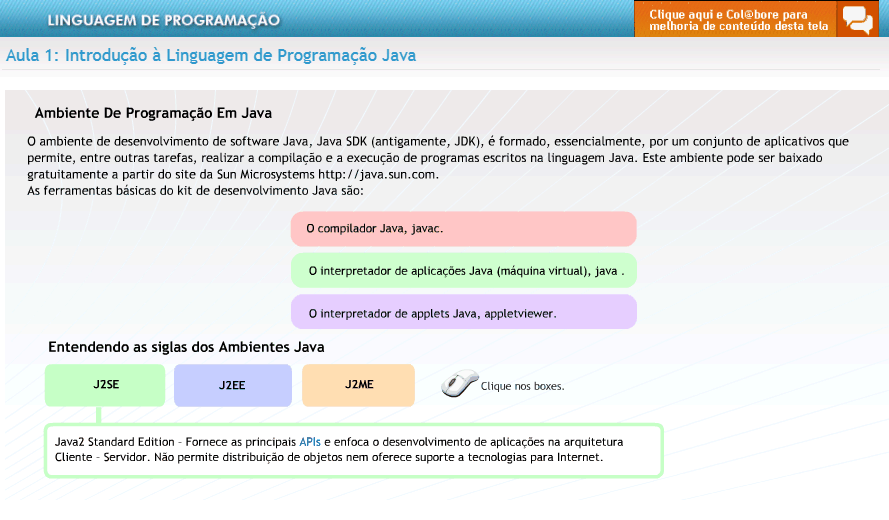 LINGUAGEM DE PROGRAMAÇÃO
Clique aqui e Col@bore para
melhoria de conteúdo desta tela
Aula 1: Introdução à Linguagem de Programação Java
Ambiente De Programação Em Java
O ambiente de desenvolvimento de software Java, Java SDK (antigamente, JDK), é formado, essencialmente, por um conjunto de aplicativos que
permite, entre outras tarefas, realizar a compilação e a execução de programas escritos na linguagem Java. Este ambiente pode ser baixado
gratuitamente a partir do site da Sun Microsystems http://java.sun.com.
As ferramentas básicas do kit de desenvolvimento Java são:
O compilador Java, javac.
O interpretador de aplicações Java (máquina virtual), java .
O interpretador de applets Java, appletviewer.
Entendendo as siglas dos Ambientes Java
J2SE J2EE J2ME Clique nos boxes.
Java2 Standard Edition – Fornece as principais APIs e enfoca o desenvolvimento de aplicações na arquitetura
Cliente – Servidor. Não permite distribuição de objetos nem oferece suporte a tecnologias para Internet.